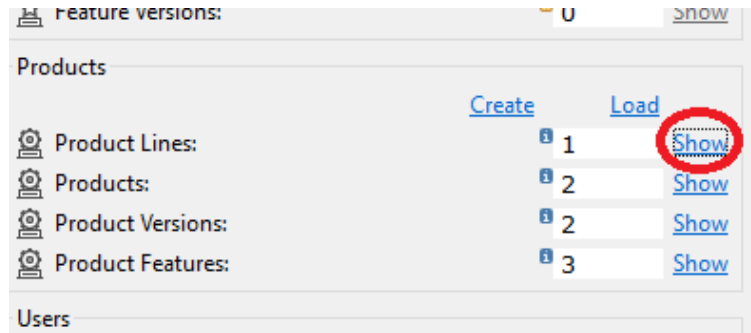 Feature Versions: 0 Show
Products
Create Load
Product Lines: 1 Show
Products: 2 Show
Product Versions: 2 Show
Product Features: 3 Show
Users